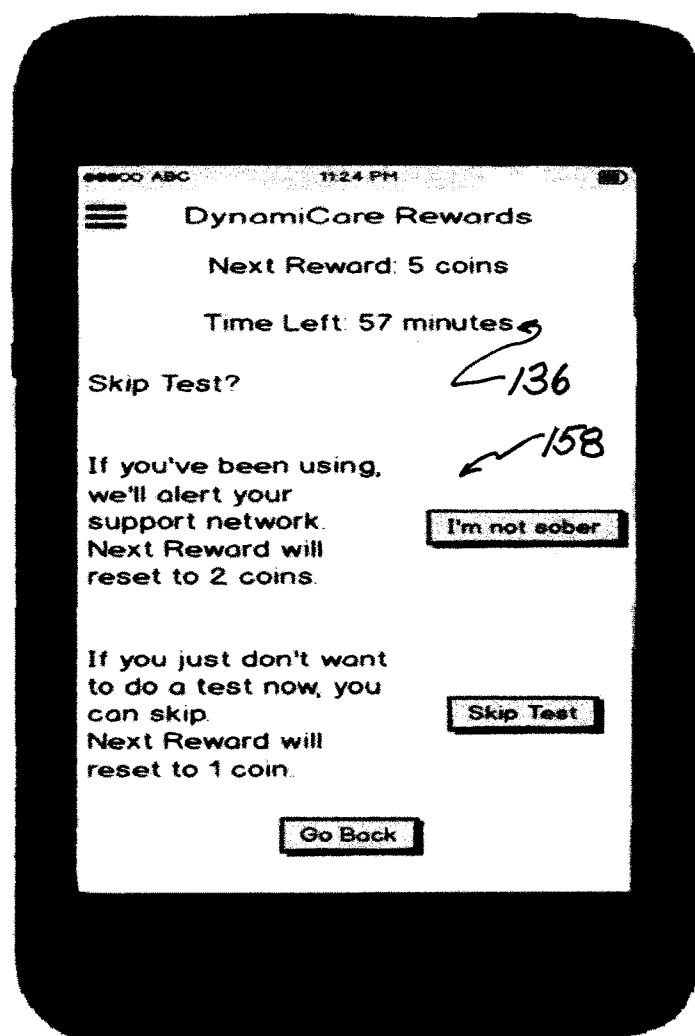 ABC 11:24 PM
DynamiCare Rewards
Next Reward: 5 coins
Time Left: 57 minutes
136
Skip Test?
158
If you've been using,
we'll alert your
support network.
Next Reward will
reset to 2 coins.
I'm not sober
If you just don't want
to do a test now, you
can skip.
Next Reward will
reset to 1 coin.
Skip Test
Go Back